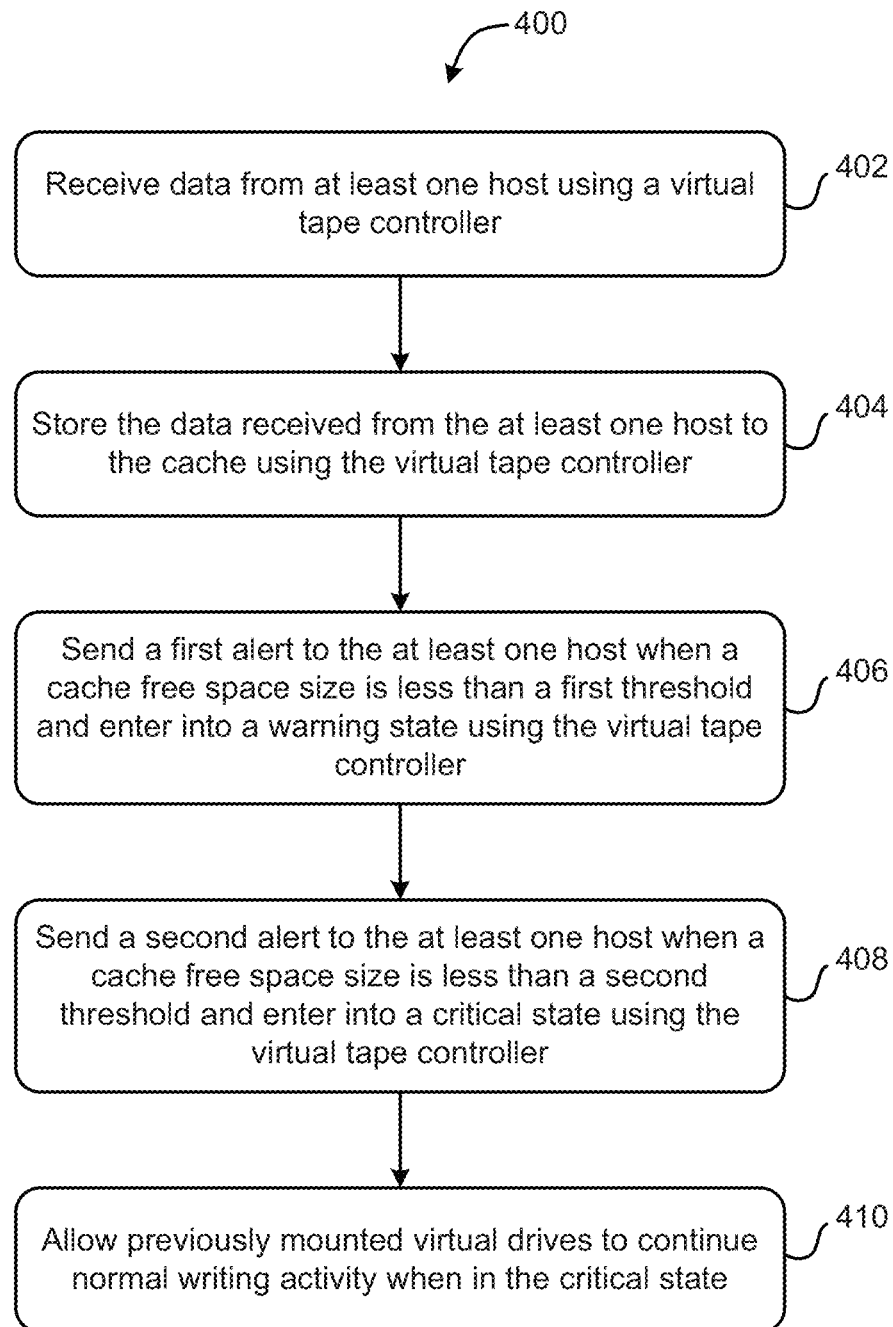 400
Receive data from at least one host using a virtual
tape controller
402
Store the data received from the at least one host to
the cache using the virtual tape controller
404
Send a first alert to the at least one host when a
cache free space size is less than a first threshold
and enter into a warning state using the virtual tape
controller
406
Send a second alert to the at least one host when a
cache free space size is less than a second
threshold and enter into a critical state using the
virtual tape controller
408
Allow previously mounted virtual drives to continue
normal writing activity when in the critical state
410